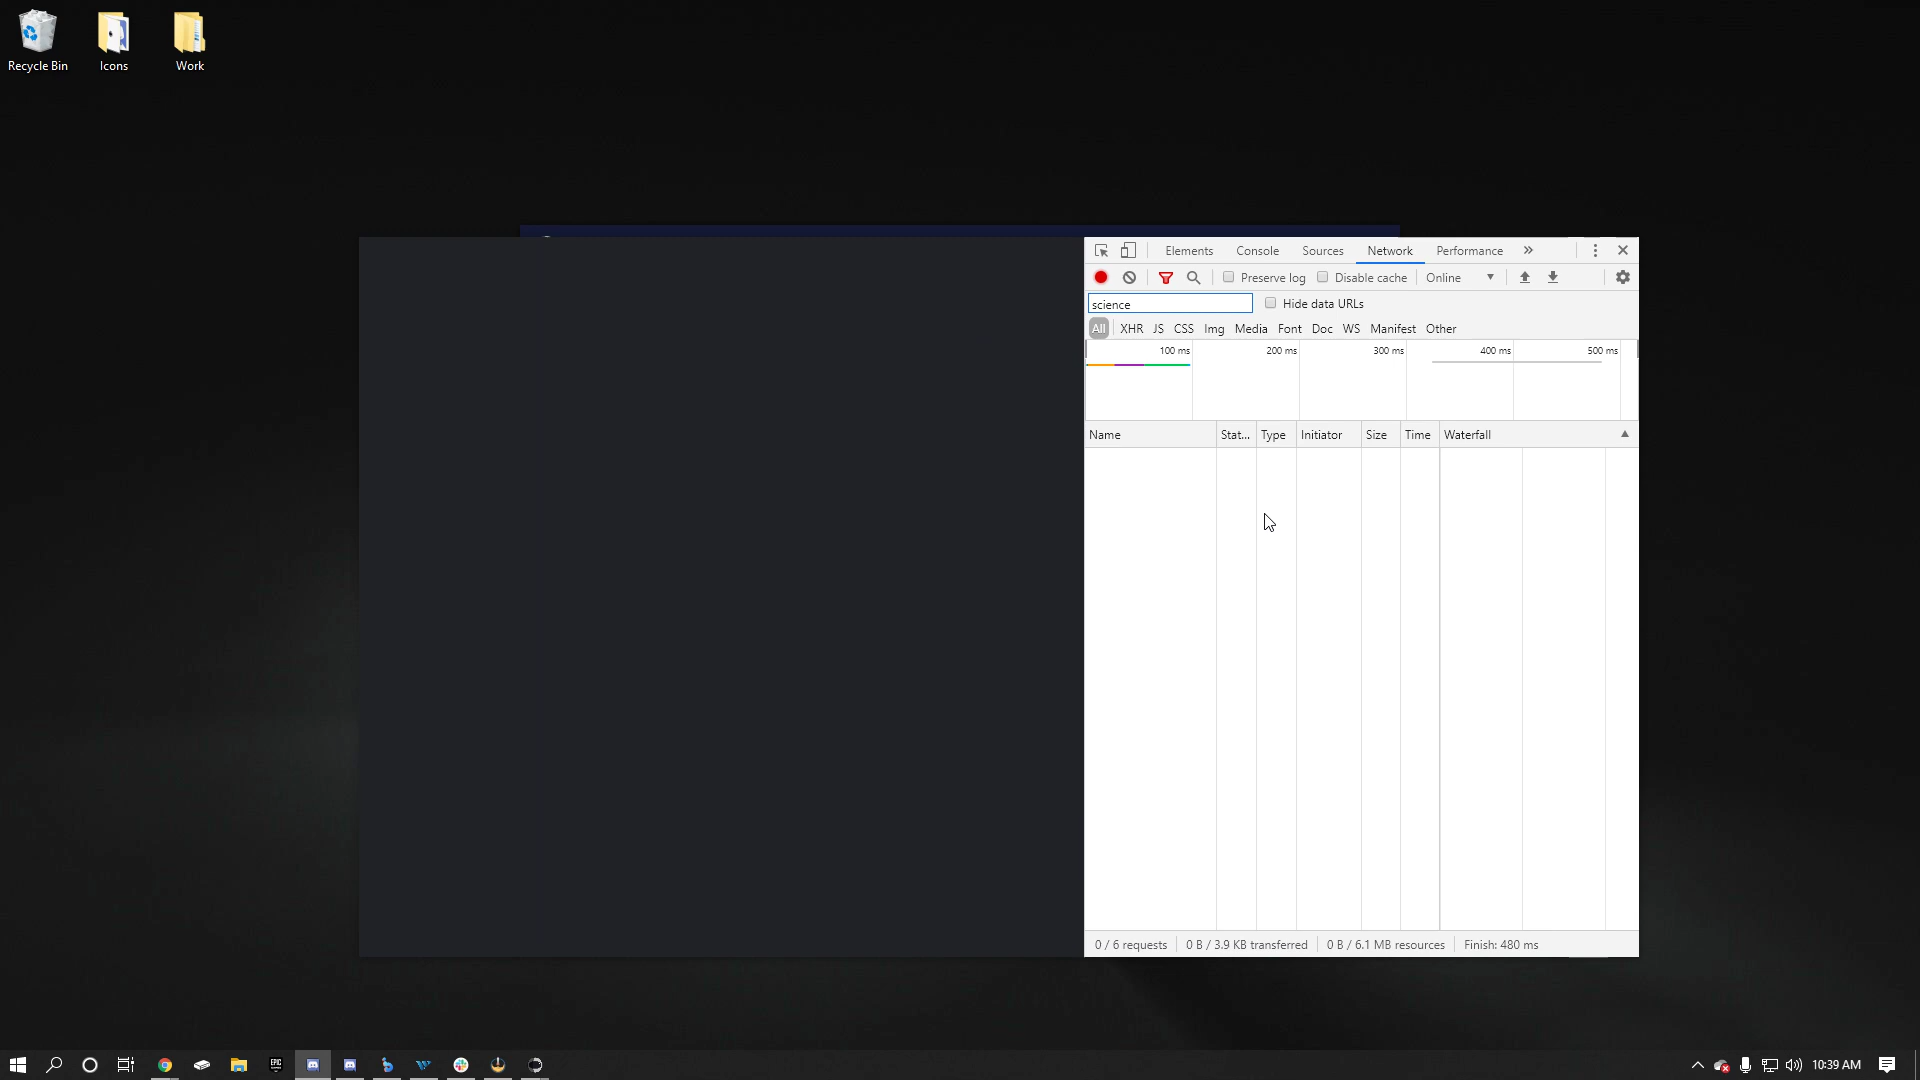 Recycle Bin
Icons
Work
Elements Console Sources Network Performance
Preserve log Disable cache Online
science
Hide data URLs
All XHR JS CSS Img Media Font Doc WS Manifest Other
100 ms 200 ms 300 ms 400 ms 500 ms
Name Stat... Type Initiator Size Time Waterfall
0 / 6 requests 0 B / 3.9 KB transferred 0 B / 6.1 MB resources Finish: 480 ms
EPIC
10:39 AM